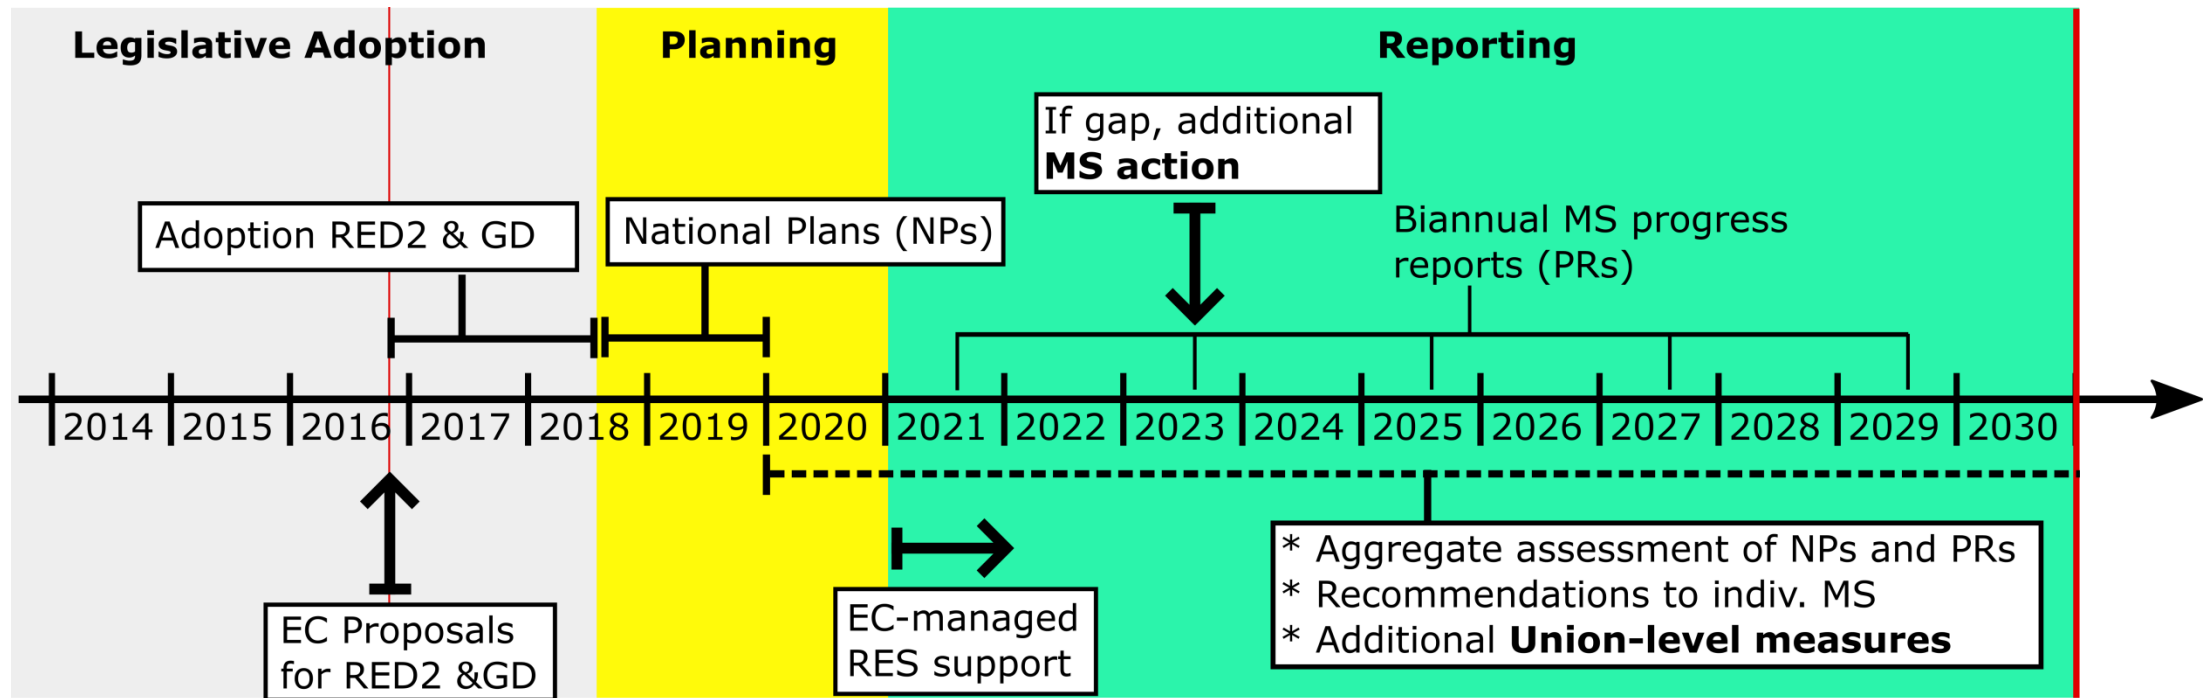 Legislative Adoption
Planning
Reporting
If gap, additional
MS action
Adoption RED2 & GD
National Plans (NPs)
Biannual MS progress
reports (PRs)
2014 2015 2016 2017 2018 2019 2020 2021 2022 2023 2024 2025 2026 2027 2028 2029 2030
EC Proposals
for RED2 &GD
EC-managed
RES support
* Aggregate assessment of NPs and PRs
* Recommendations to indiv. MS
* Additional Union-level measures